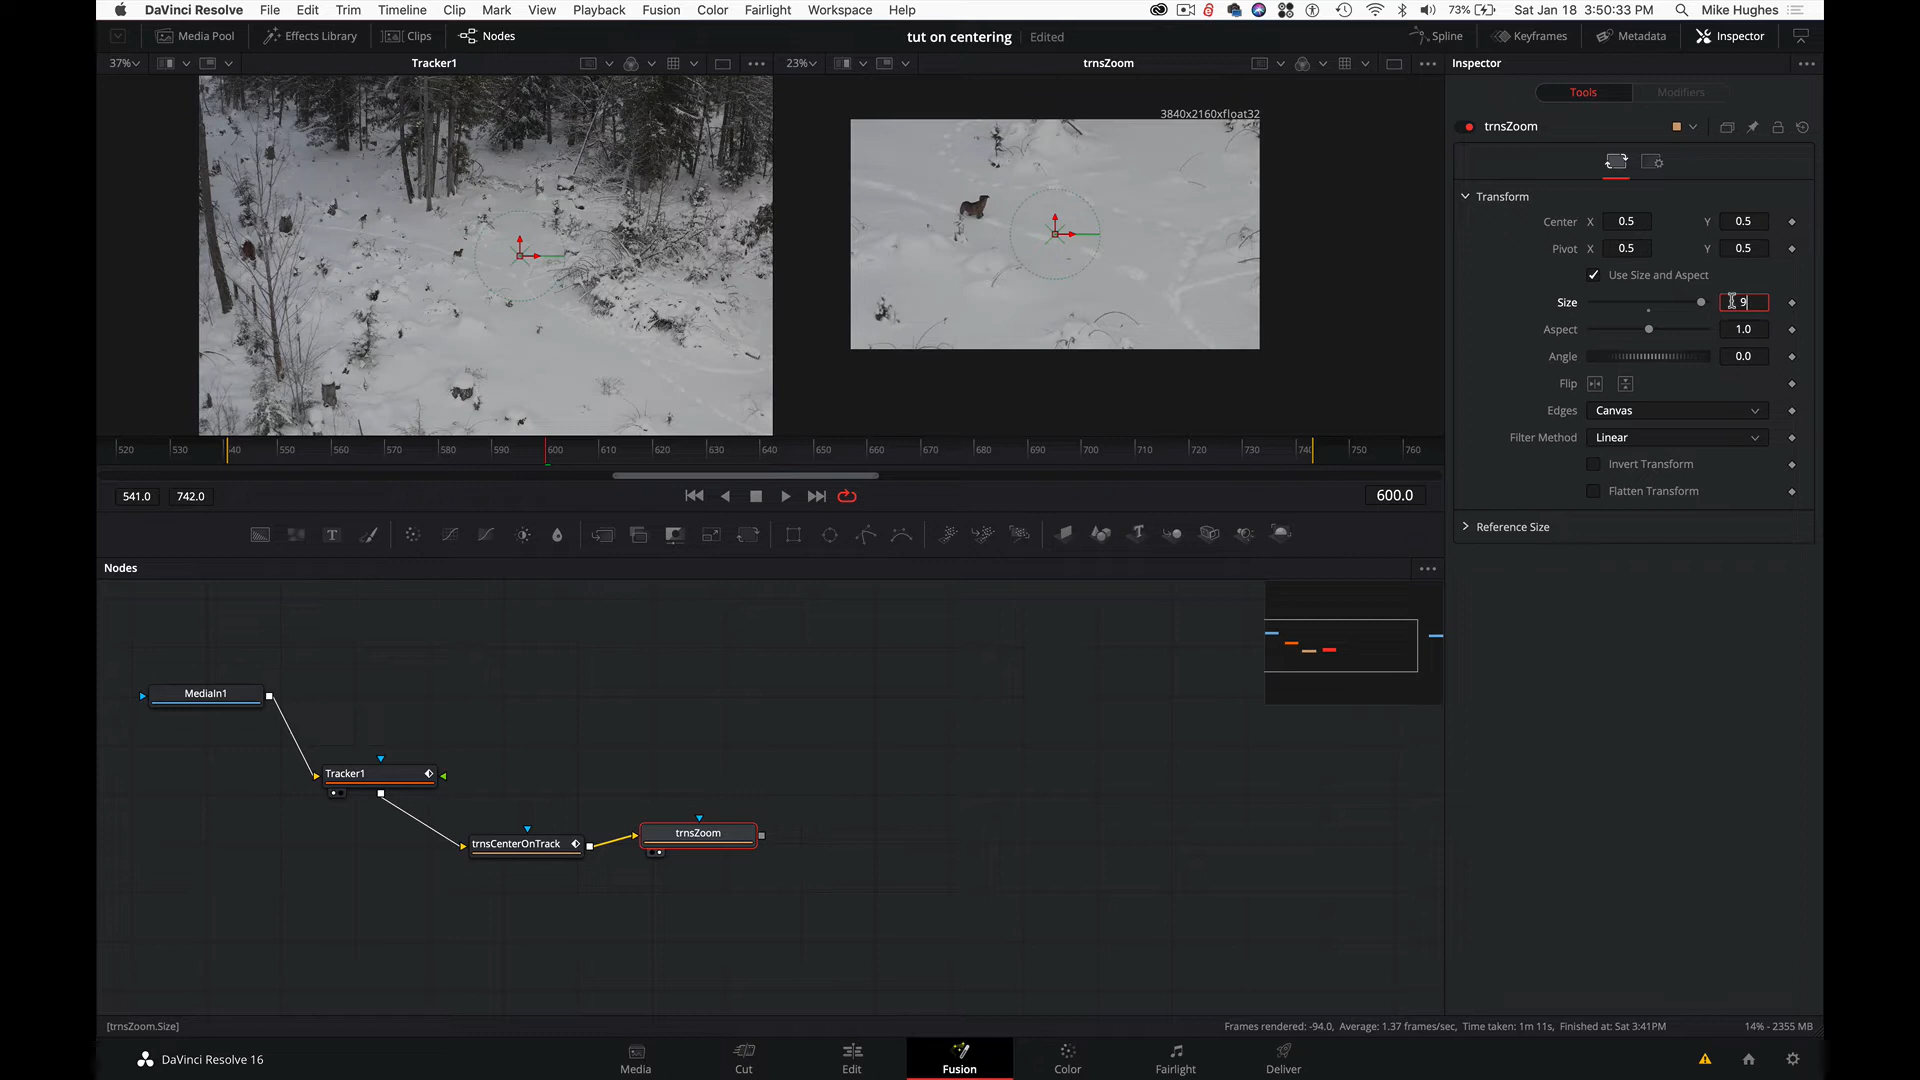 DaVinci Resolve File Edit Trim Timeline Clip Mark View Playback Fusion Color Fairlight Workspace Help 73% Sat Jan 18 3:50:33 PM Mike Hughes
Media Pool Effects Library Clips Nodes tut on centering Edited Spline Keyframes Metadata Inspector
37% Tracker1 23% trnsZoom Inspector
Tools Modifiers
3840x2160xfloat32
trnsZoom
Transform
Center X 0.5 Y 0.5
Pivot X 0.5 Y 0.5
Use Size and Aspect
Size 9
Aspect 1.0
Angle 0.0
Flip
Edges Canvas
Filter Method Linear
Invert Transform
Flatten Transform
Reference Size
520 530 540 550 560 570 580 590 600 610 620 630 640 650 660 670 680 690 700 710 720 730 740 750 760
541.0 742.0 600.0
Nodes
MediaIn1
Tracker1
trnsCenterOnTrack
trnsZoom
[trnsZoom.Size] Frames rendered: -94.0, Average: 1.37 frames/sec, Time taken: 1m 11s, Finished at: Sat 3:41PM 14% - 2355 MB
DaVinci Resolve 16 Media Cut Edit Fusion Color Fairlight Deliver